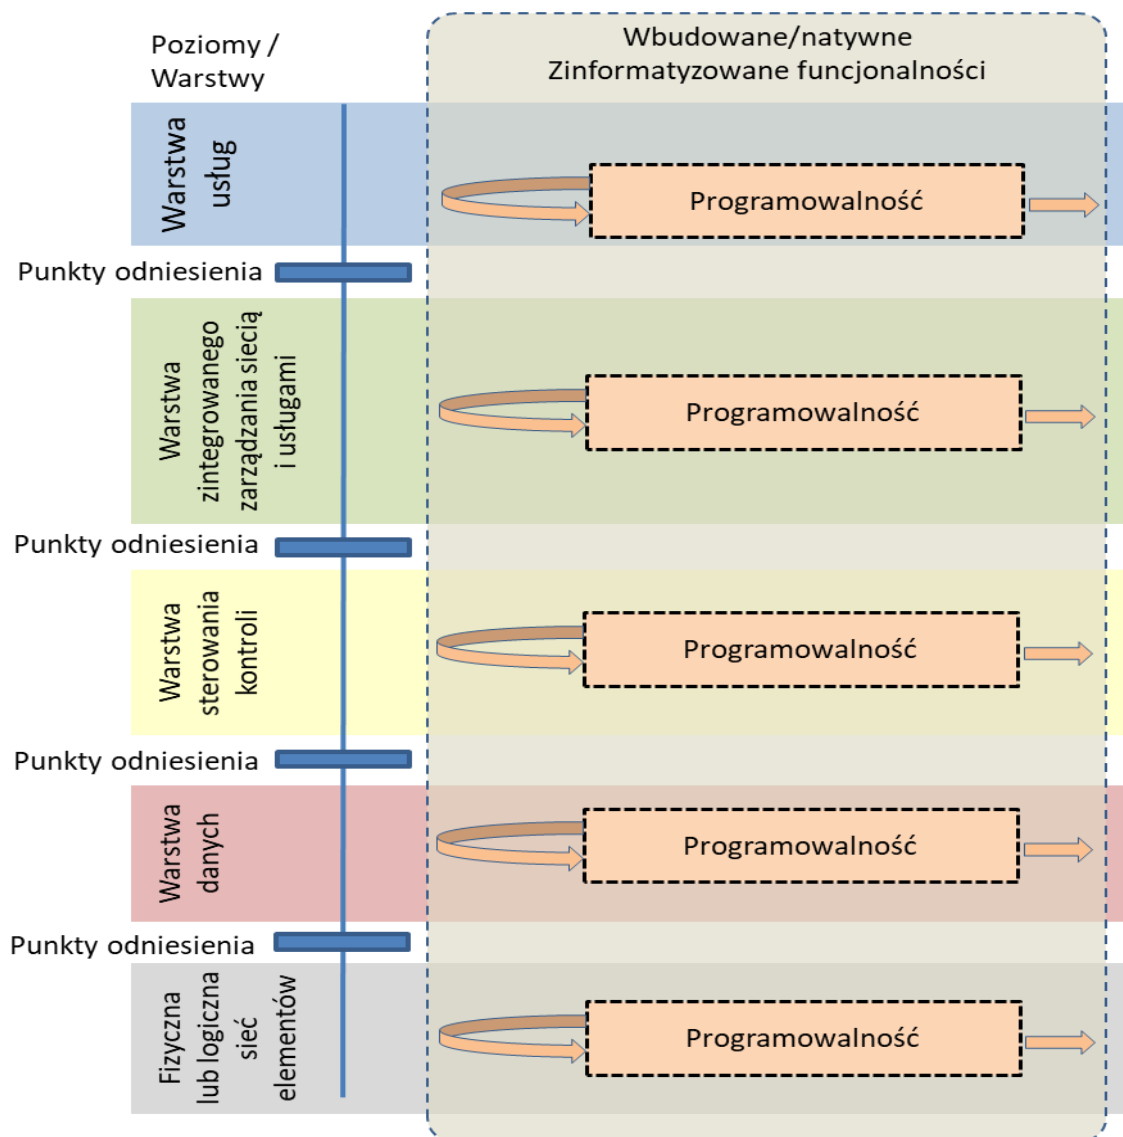 Poziomy /
Warstwy
Wbudowane/natywne
Zinformatyzowane funcjonalności
Warstwa
usług
Programowalność
Punkty odniesienia
Warstwa
zintegrowanego
zarządzania siecią
i usługami
Programowalność
Punkty odniesienia
Warstwa
sterowania
kontroli
Programowalność
Punkty odniesienia
Warstwa
danych
Programowalność
Punkty odniesienia
Fizyczna
lub logiczna
sieć
elementów
Programowalność